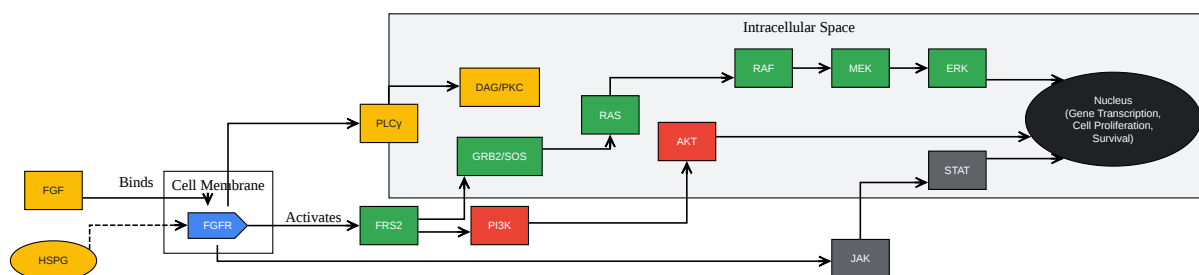 Intracellular Space
RAF
MEK
ERK
DAG/PKC
Nucleus
(Gene Transcription,
Cell Proliferation,
Survival)
PLCγ
RAS
AKT
GRB2/SOS
STAT
Binds
Cell Membrane
FGF
FGFR
Activates
FRS2
PI3K
HSPG
JAK